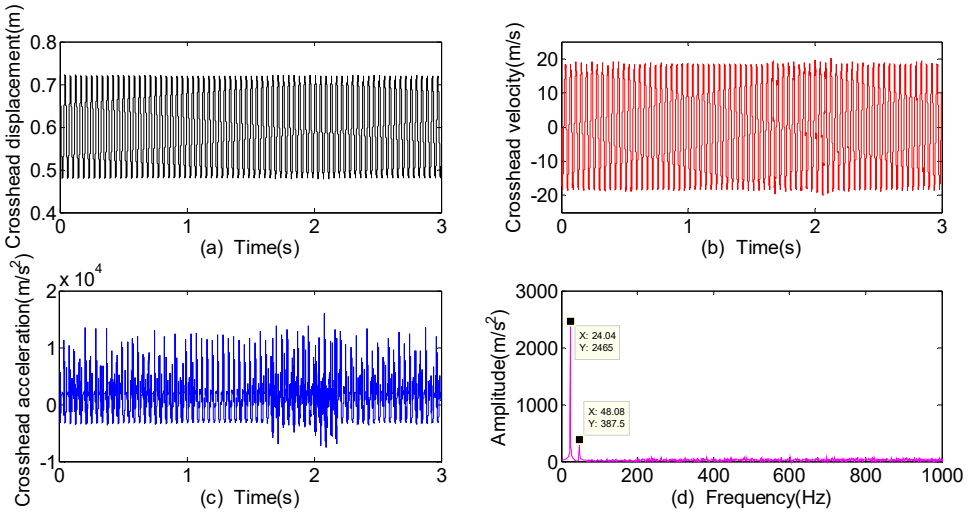 Crosshead displacement(m)
0.8
0.7
0.6
0.5
0.4
0
1
2
3
(a) Time(s)
Crosshead velocity(m/s)
20
10
0
-10
-20
0
1
2
3
(b) Time(s)
Crosshead acceleration(m/s²)
2
x 10⁴
1
0
-1
0
1
2
3
(c) Time(s)
Amplitude(m/s²)
3000
2000
1000
0
X: 24.04
Y: 2465
X: 48.08
Y: 387.5
0
200
400
600
800
1000
(d) Frequency(Hz)